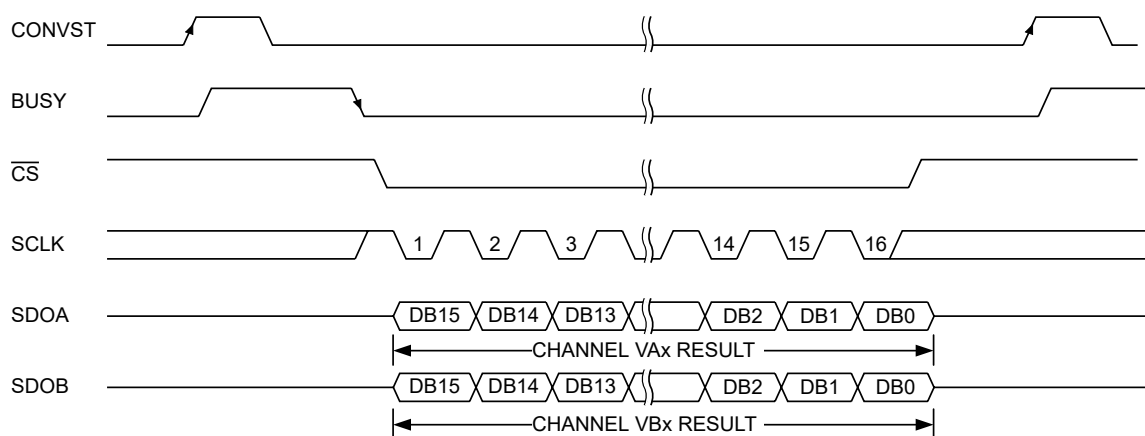 CONVST
BUSY
CS
SCLK 1 2 3 14 15 16
SDOA DB15 DB14 DB13 DB2 DB1 DB0
CHANNEL VAx RESULT
SDOB DB15 DB14 DB13 DB2 DB1 DB0
CHANNEL VBx RESULT